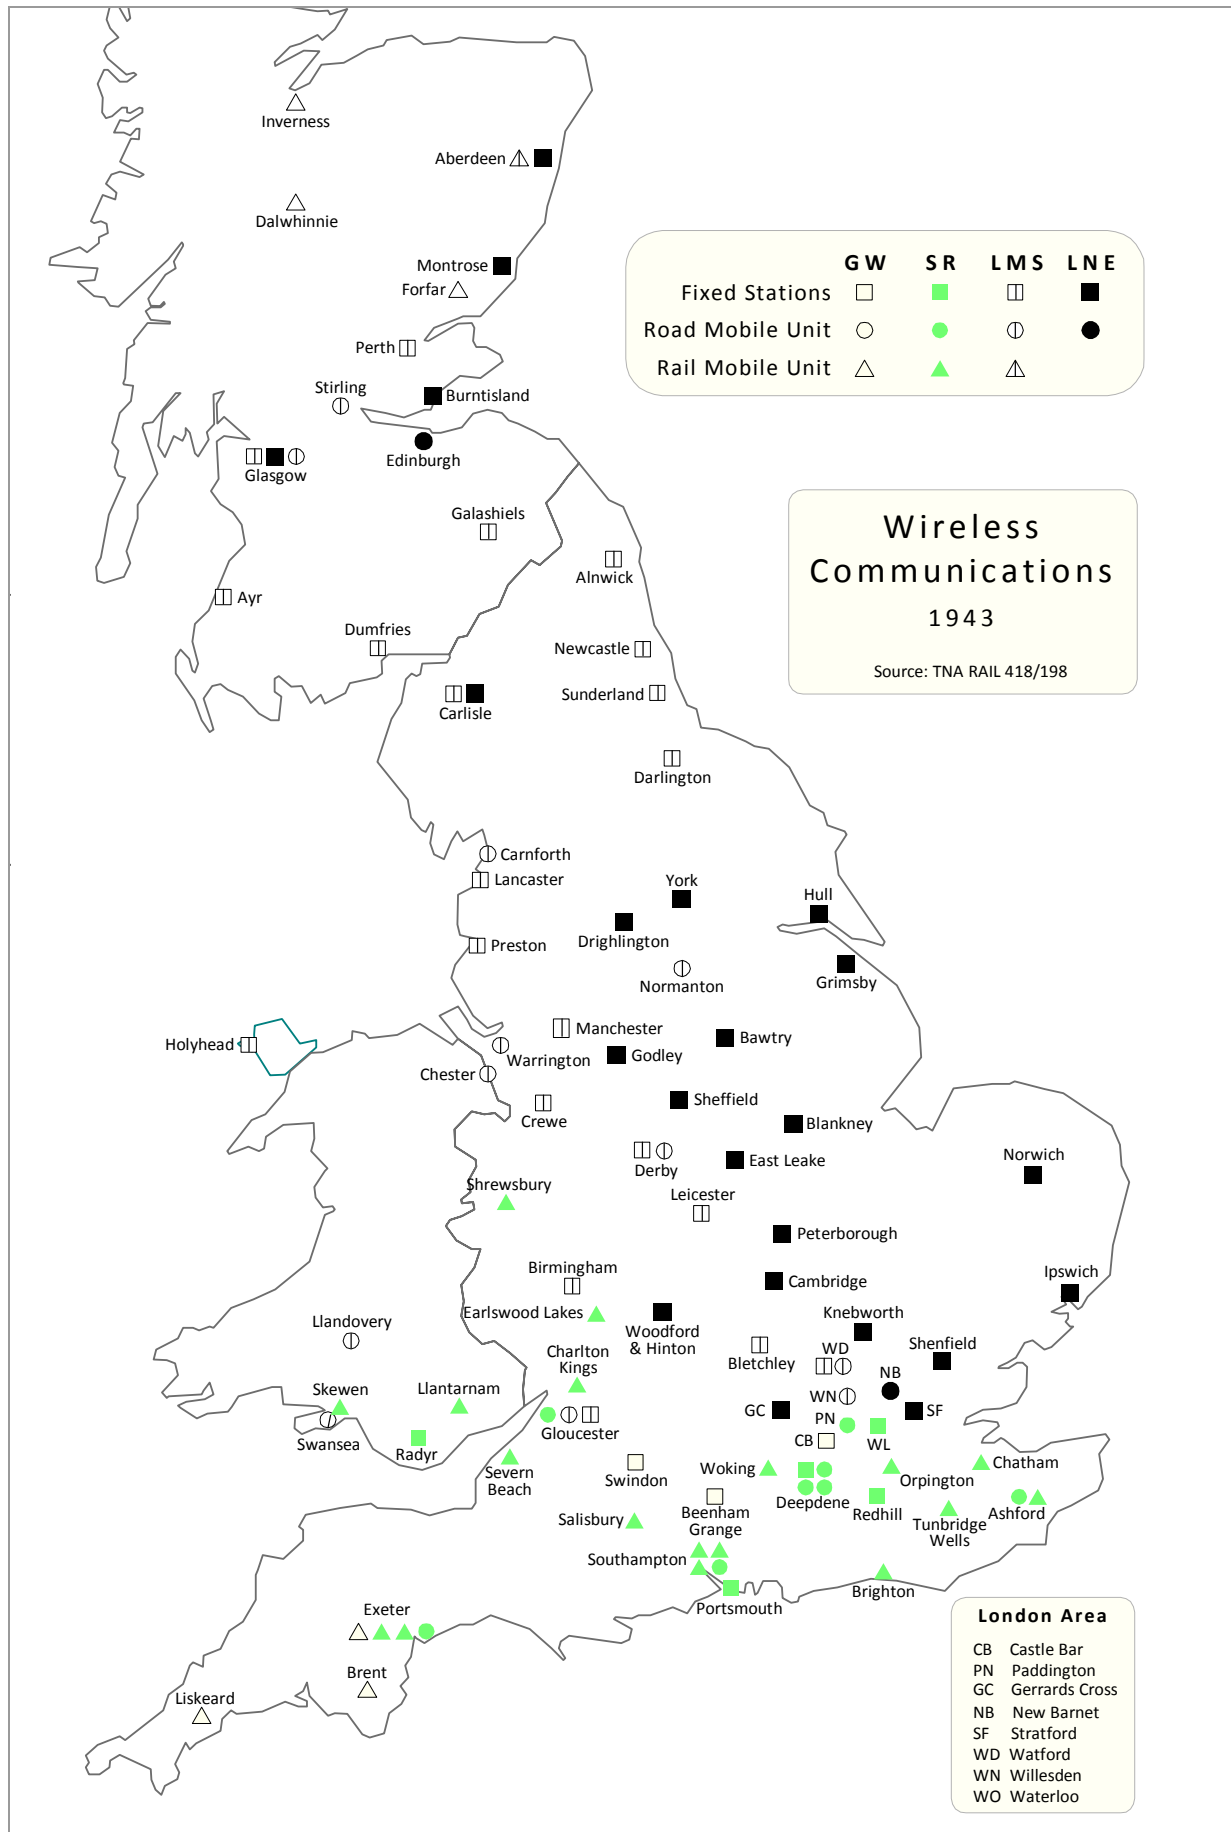 Inverness
Aberdeen
Dalwhinnie
Montrose
Forfar
GW SR LMS LNE
Fixed Stations
Road Mobile Unit
Rail Mobile Unit
Perth
Stirling
Burntisland
Edinburgh
Glasgow
Wireless
Communications
1943
Source: TNA RAIL 418/198
Galashiels
Alnwick
Ayr
Dumfries
Newcastle
Sunderland
Carlisle
Darlington
Carnforth
Lancaster
York
Hull
Drighlington
Preston
Normanton
Grimsby
Manchester
Bawtry
Holyhead
Warrington
Godley
Chester
Sheffield
Crewe
Blankney
Derby
East Leake
Norwich
Shrewsbury
Leicester
Peterborough
Birmingham
Cambridge
Ipswich
Earlswood Lakes
Knebworth
Llandovery
Woodford
& Hinton
Shenfield
Charlton
Kings
Bletchley
WD
NB
Skewen
Llantarnam
WN
GC
PN
SF
Swansea
Gloucester
CB
WL
Radyr
Severn
Beach
Swindon
Woking
Orpington
Chatham
Deepdene
Beenham
Grange
Redhill
Tunbridge
Wells
Ashford
Salisbury
Southampton
Brighton
Portsmouth
Exeter
Brent
Liskeard
London Area
CB Castle Bar
PN Paddington
GC Gerrards Cross
NB New Barnet
SF Stratford
WD Watford
WN Willesden
WO Waterloo